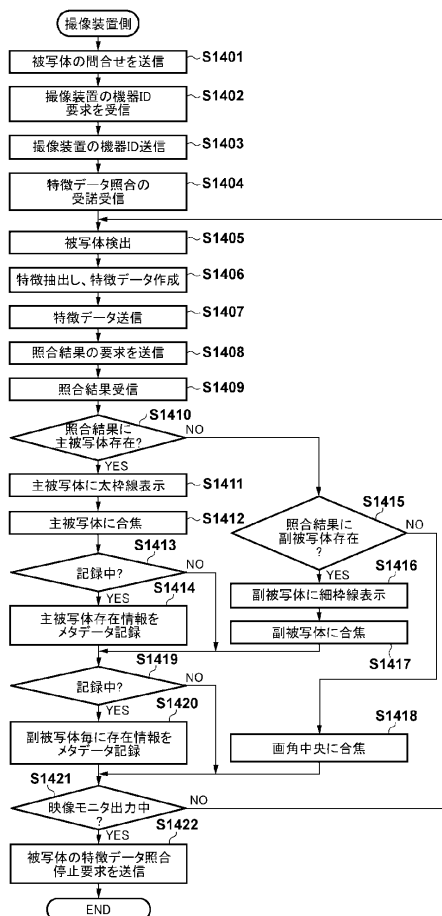 撮像装置側
被写体の問合せを送信
S1401
撮像装置の機器ID
要求を受信
S1402
撮像装置の機器ID送信
S1403
特徴データ照合の
受諾受信
S1404
被写体検出
S1405
特徴抽出し、特徴データ作成
S1406
特徴データ送信
S1407
照合結果の要求を送信
S1408
照合結果受信
S1409
S1410
照合結果に
主被写体存在?
NO
YES
主被写体に太枠線表示
S1411
主被写体に合焦
S1412
S1413
記録中?
NO
YES
S1414
主被写体存在情報を
メタデータ記録
S1415
照合結果に
副被写体存在
?
NO
YES
S1416
副被写体に細枠線表示
副被写体に合焦
S1417
S1419
記録中?
NO
YES
S1420
副被写体毎に存在情報を
メタデータ記録
S1418
画角中央に合焦
S1421
映像モニタ出力中
?
NO
YES
S1422
被写体の特徴データ照合
停止要求を送信
END